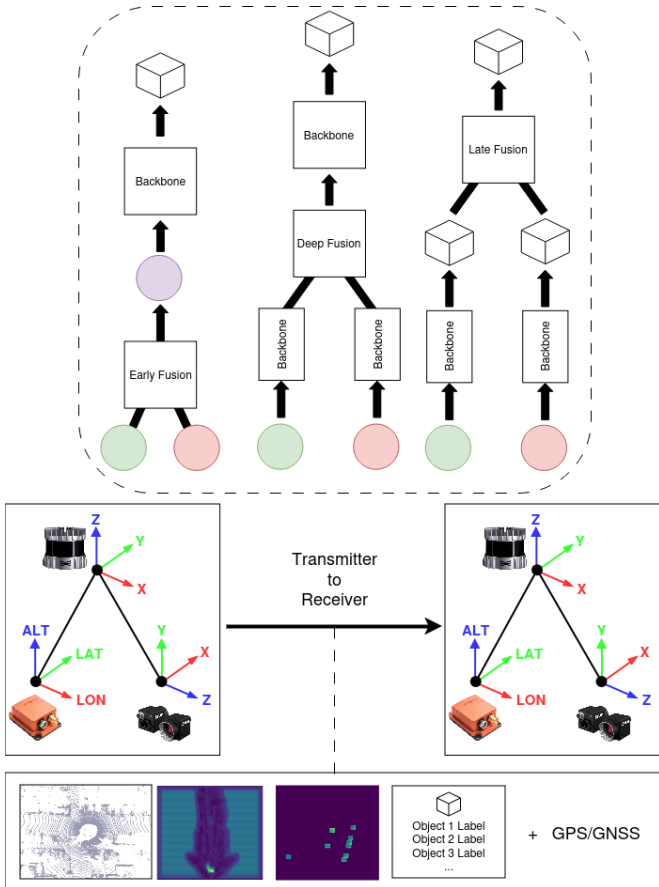 Backbone
Early Fusion
Backbone
Deep Fusion
Backbone
Backbone
Late Fusion
Backbone
Backbone
Z
Y
X
ALT
LAT
LON
Y
X
Z
Transmitter
to
Receiver
Z
Y
X
ALT
LAT
LON
Y
X
Z
Object 1 Label
Object 2 Label
Object 3 Label
...
+ GPS/GNSS